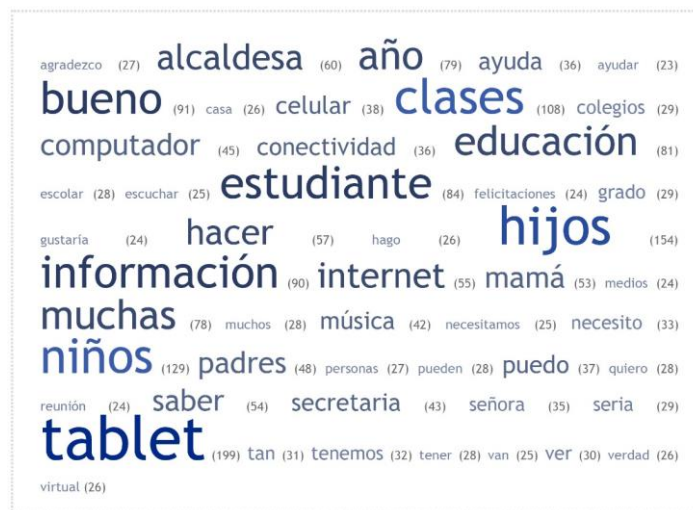 agradezco (27) alcaldesa (60) año (79) ayuda (36) ayudar (23)
bueno (91) casa (26) celular (38) clases (108) colegios (29)
computador (45) conectividad (36) educación (81)
escolar (28) escuchar (25) estudiante (84) felicitaciones (24) grado (29)
gustaría (24) hacer (57) hago (26) hijos (154)
información (90) internet (55) mamá (53) medios (24)
muchas (78) muchos (28) música (42) necesitamos (25) necesito (33)
niños (129) padres (48) personas (27) pueden (28) puedo (37) quiero (28)
reunión (24) saber (54) secretaria (43) señora (35) seria (29)
tablet (199) tan (31) tenemos (32) tener (28) van (25) ver (30) verdad (26)
virtual (26)